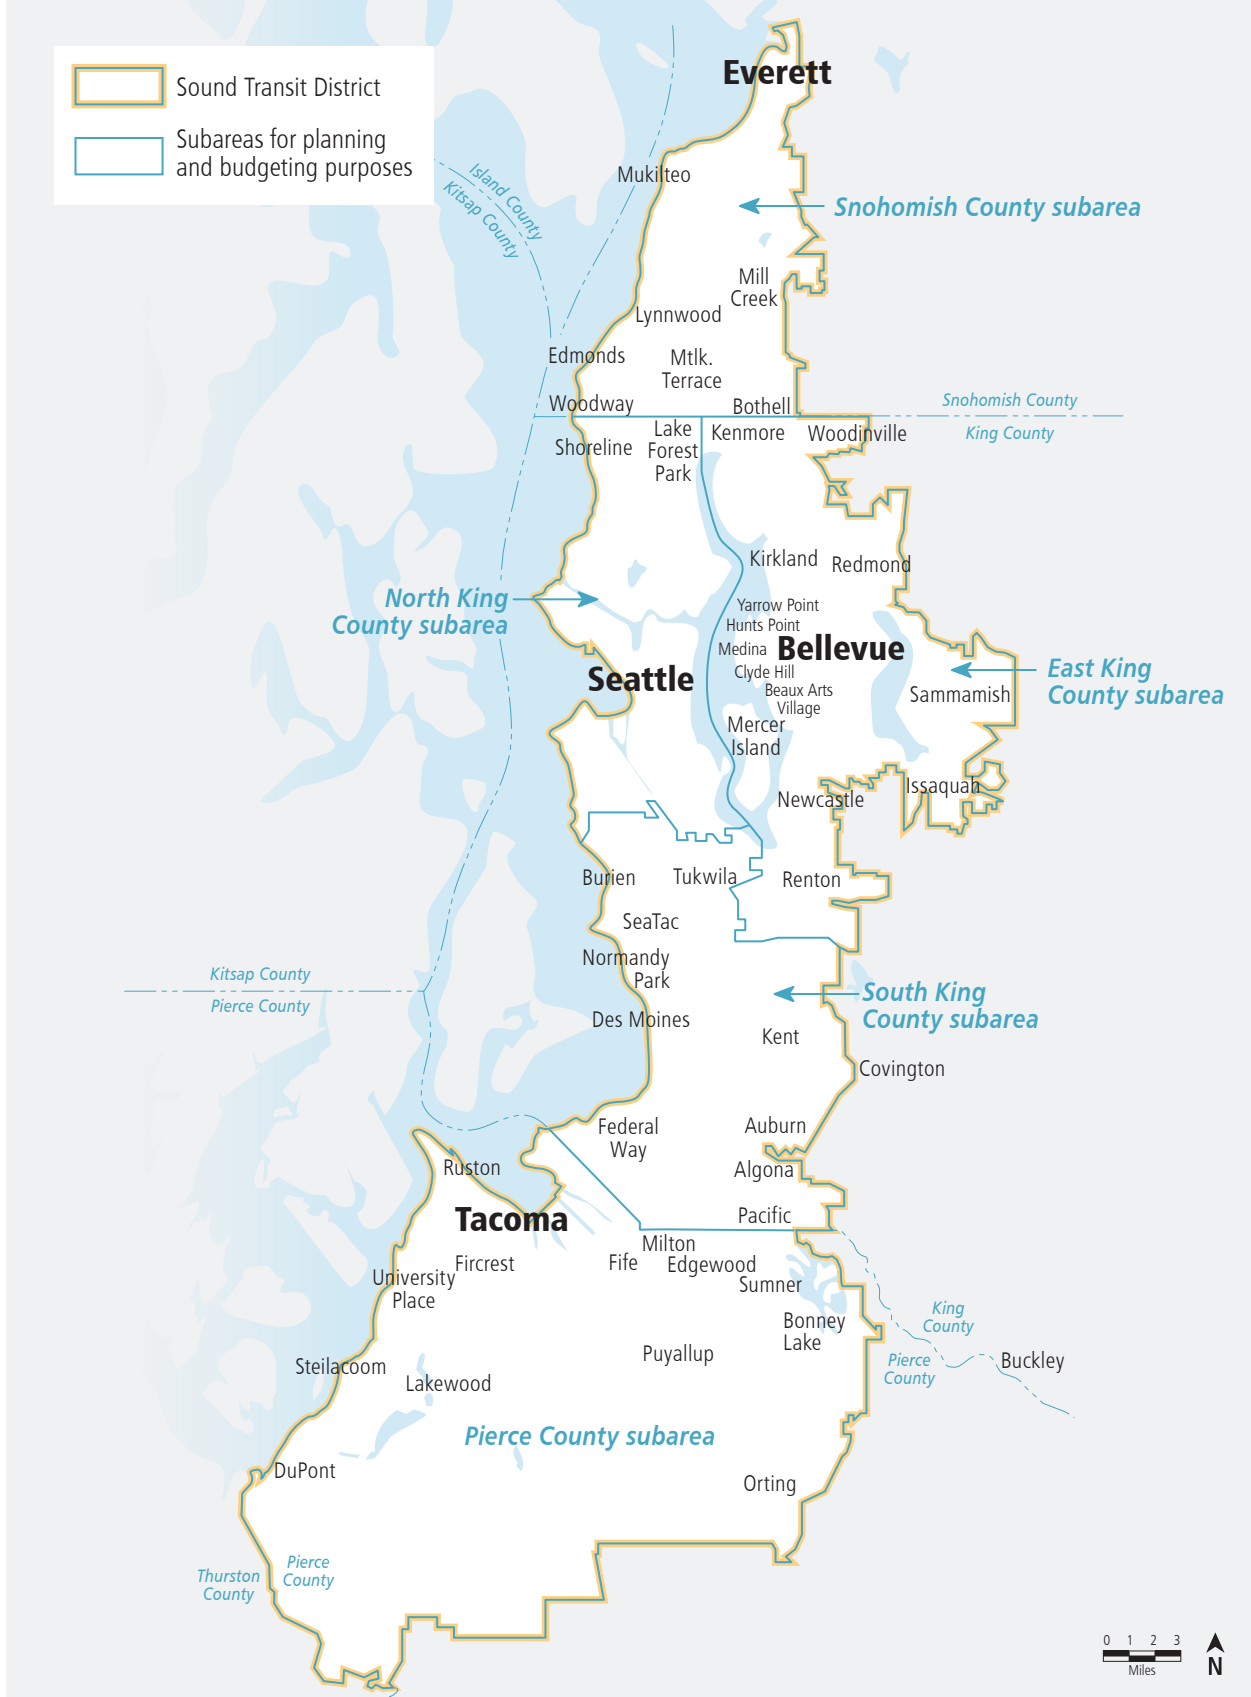 Sound Transit District
Subareas for planning
and budgeting purposes
Everett
Island County
Kitsap County
Mukilteo
Snohomish County subarea
Mill
Creek
Lynnwood
Edmonds
Mtlk.
Terrace
Woodway
Bothell
Snohomish County
King County
Shoreline
Lake
Forest
Park
Kenmore
Woodinville
Kirkland
Redmond
North King
County subarea
Yarrow Point
Hunts Point
Medina
Bellevue
Clyde Hill
Beaux Arts
Village
Seattle
East King
County subarea
Sammamish
Mercer
Island
Newcastle
Issaquah
Burien
Tukwila
Renton
SeaTac
Normandy
Park
Kitsap County
Pierce County
South King
County subarea
Des Moines
Kent
Covington
Federal
Way
Auburn
Ruston
Algona
Tacoma
Pacific
Milton
Fife
Edgewood
Fircrest
University
Place
Sumner
Bonney
Lake
King
County
Pierce
County
Buckley
Puyallup
Steilacoom
Lakewood
Pierce County subarea
DuPont
Orting
Thurston
County
Pierce
County
0 1 2 3
Miles
N